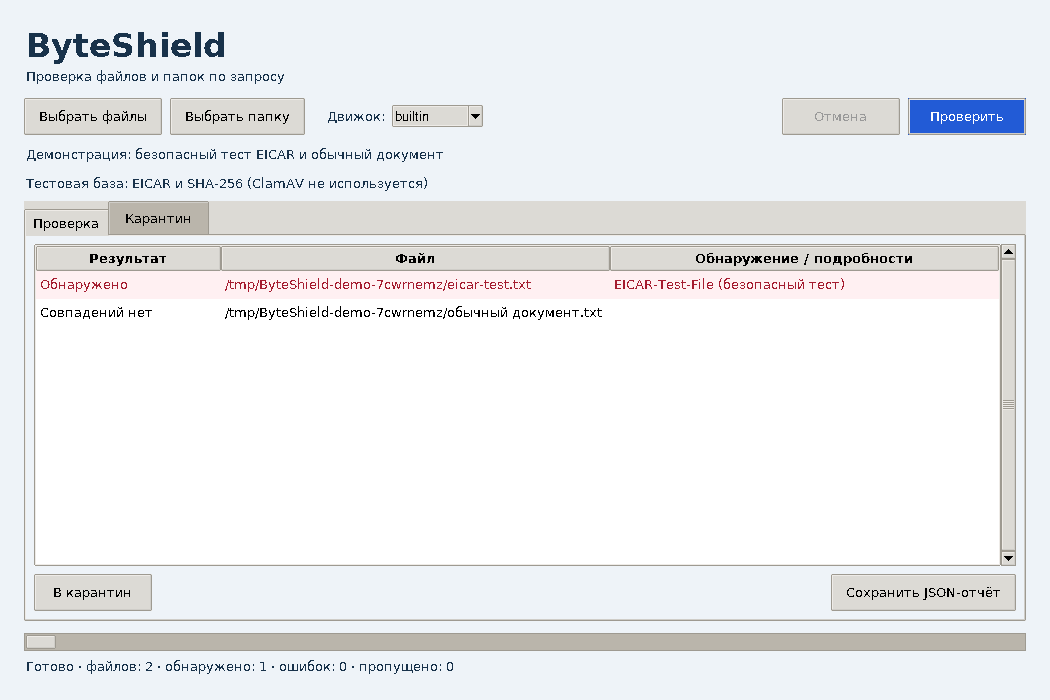 ByteShield
Проверка файлов и папок по запросу
Выбрать файлы Выбрать папку Движок: builtin Отмена Проверить
Демонстрация: безопасный тест EICAR и обычный документ
Тестовая база: EICAR и SHA-256 (ClamAV не используется)
Проверка Карантин
Результат Файл Обнаружение / подробности
Обнаружено /tmp/ByteShield-demo-7cwrnemz/eicar-test.txt EICAR-Test-File (безопасный тест)
Совпадений нет /tmp/ByteShield-demo-7cwrnemz/обычный документ.txt
В карантин Сохранить JSON-отчёт
Готово · файлов: 2 · обнаружено: 1 · ошибок: 0 · пропущено: 0